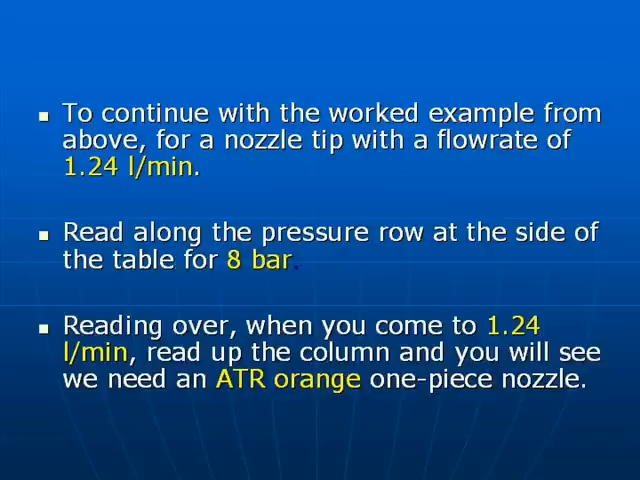 To continue with the worked example from
above, for a nozzle tip with a flowrate of
1.24 l/min.
Read along the pressure row at the side of
the table for 8 bar.
Reading over, when you come to 1.24
l/min, read up the column and you will see
we need an ATR orange one-piece nozzle.